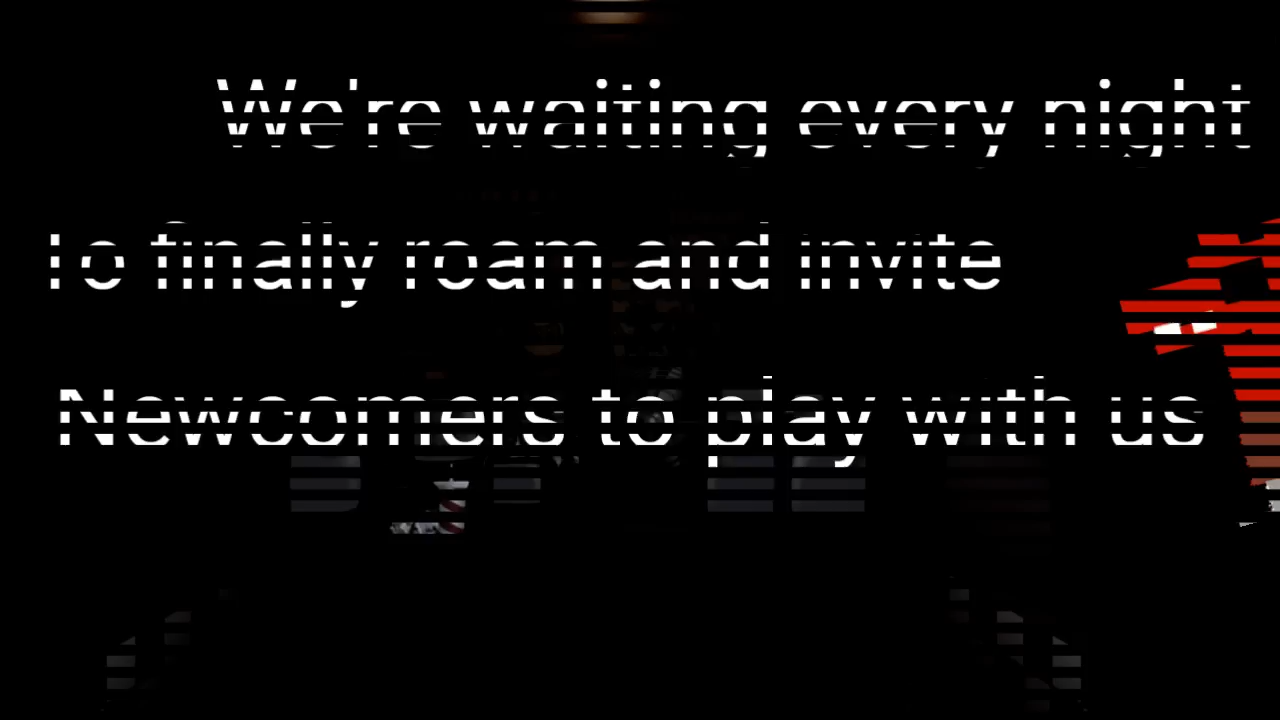 We're waiting every night
To finally roam and invite
Newcomers to play with us